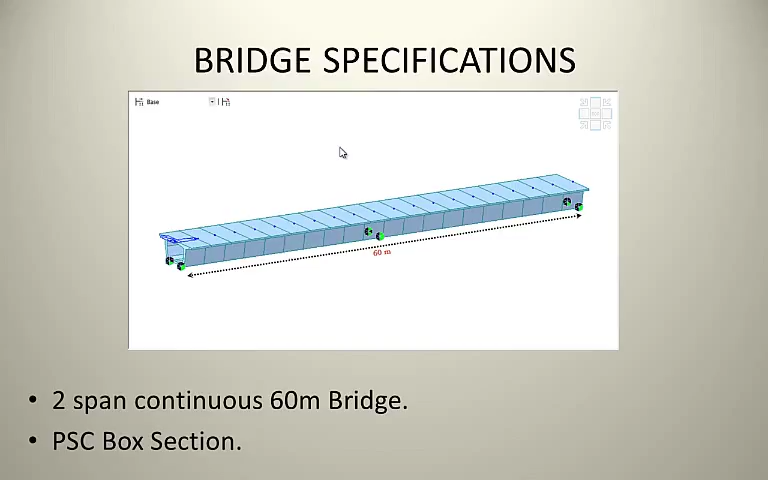 BRIDGE SPECIFICATIONS
Base
60 m
• 2 span continuous 60m Bridge.
• PSC Box Section.